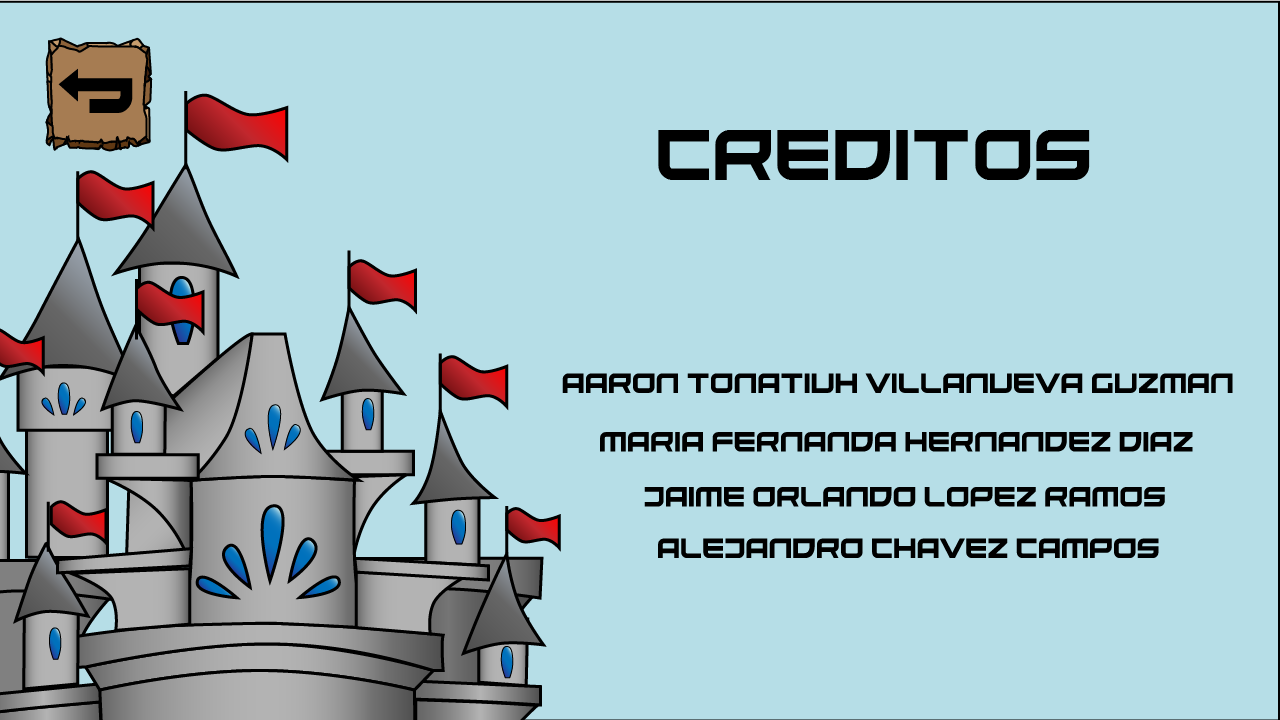 CREDITOS
AARON TONATIUH VILLANUEVA GUZMAN
MARIA FERNANDA HERNANDEZ DIAZ
JAIME ORLANDO LOPEZ RAMOS
ALEJANDRO CHAVEZ CAMPOS